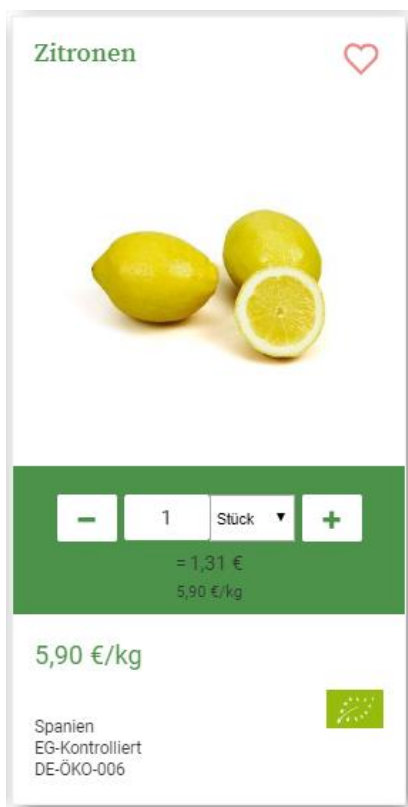 Zitronen
1 Stück
= 1,31 €
5,90 €/kg
5,90 €/kg
Spanien
EG-Kontrolliert
DE-ÖKO-006